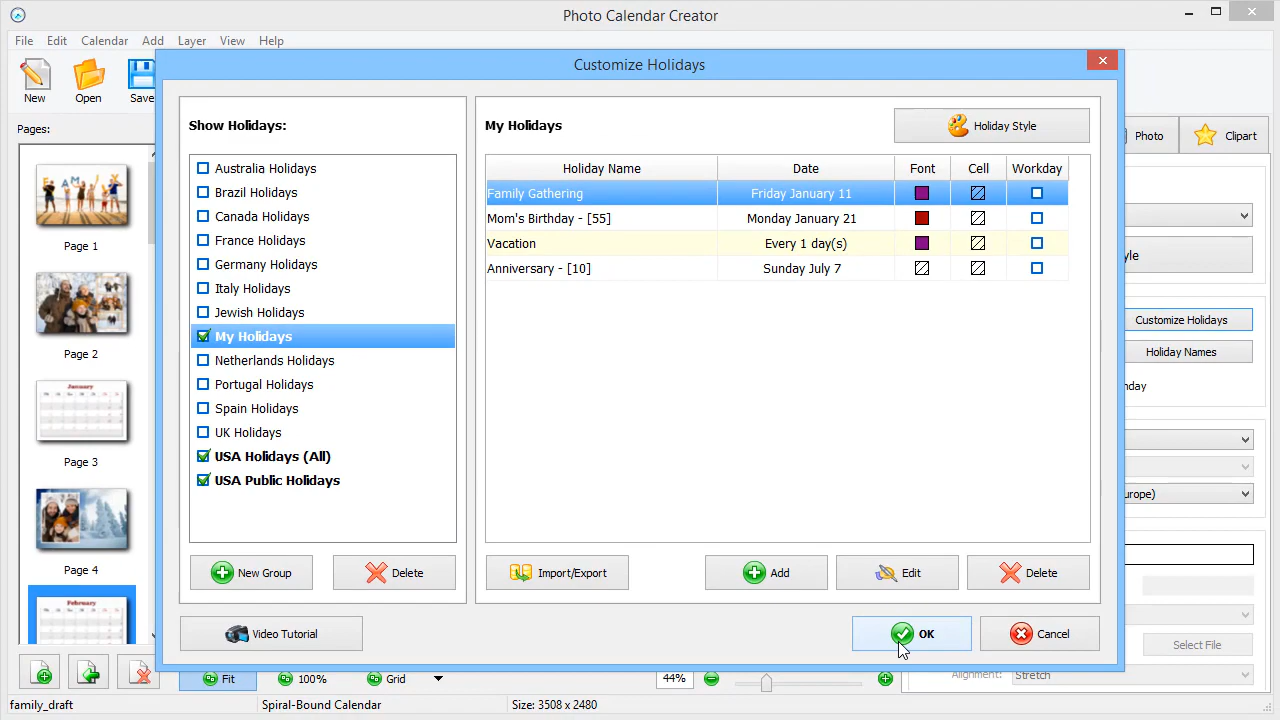 Photo Calendar Creator
File Edit Calendar Add Layer View Help
New Open Save
Customize Holidays
Pages:
Page 1
Page 2
January
Page 3
Page 4
February
Show Holidays:
Australia Holidays
Brazil Holidays
Canada Holidays
France Holidays
Germany Holidays
Italy Holidays
Jewish Holidays
My Holidays
Netherlands Holidays
Portugal Holidays
Spain Holidays
UK Holidays
USA Holidays (All)
USA Public Holidays
New Group Delete
My Holidays Holiday Style
Holiday Name Date Font Cell Workday
Family Gathering Friday January 11
Mom's Birthday - [55] Monday January 21
Vacation Every 1 day(s)
Anniversary - [10] Sunday July 7
Import/Export Add Edit Delete
Video Tutorial OK Cancel
Photo Clipart
yle
Customize Holidays
Holiday Names
day
urope)
Select File
Alignment: Stretch
Fit 100% Grid 44%
family_draft Spiral-Bound Calendar Size: 3508 x 2480